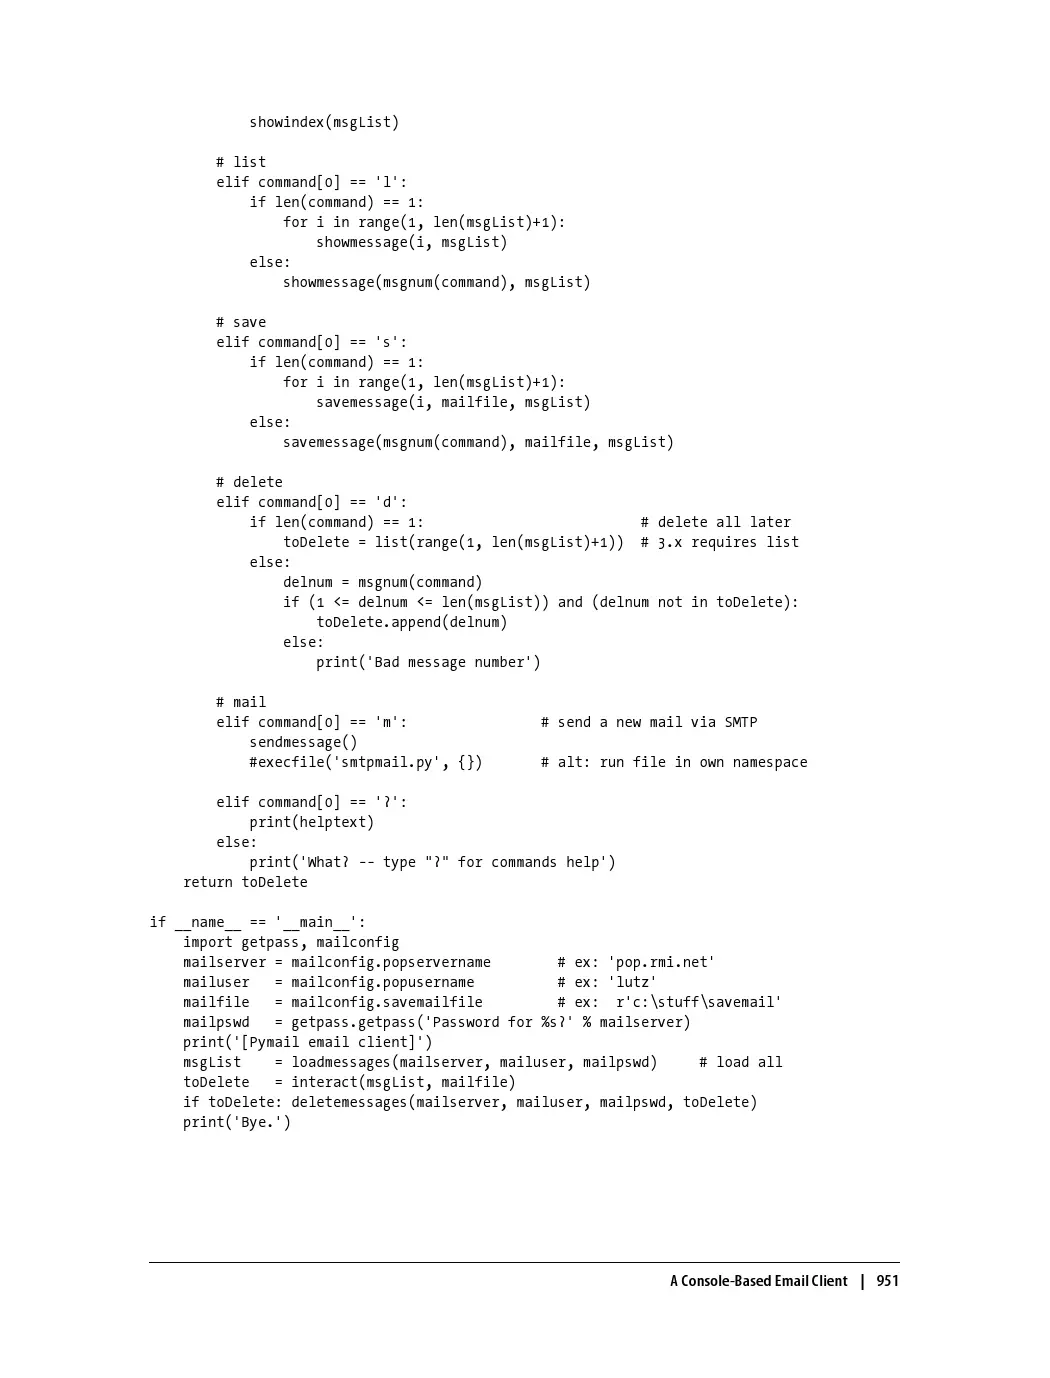 showindex(msgList)

        # list
        elif command[0] == 'l':
            if len(command) == 1:
                for i in range(1, len(msgList)+1):
                    showmessage(i, msgList)
            else:
                showmessage(msgnum(command), msgList)

        # save
        elif command[0] == 's':
            if len(command) == 1:
                for i in range(1, len(msgList)+1):
                    savemessage(i, mailfile, msgList)
            else:
                savemessage(msgnum(command), mailfile, msgList)

        # delete
        elif command[0] == 'd':
            if len(command) == 1:                          # delete all later
                toDelete = list(range(1, len(msgList)+1))  # 3.x requires list
            else:
                delnum = msgnum(command)
                if (1 <= delnum <= len(msgList)) and (delnum not in toDelete):
                    toDelete.append(delnum)
                else:
                    print('Bad message number')

        # mail
        elif command[0] == 'm':                # send a new mail via SMTP
            sendmessage()
            #execfile('smtpmail.py', {})       # alt: run file in own namespace

        elif command[0] == '?':
            print(helptext)
        else:
            print('What? -- type "?" for commands help')
    return toDelete

if __name__ == '__main__':
    import getpass, mailconfig
    mailserver = mailconfig.popservername        # ex: 'pop.rmi.net'
    mailuser   = mailconfig.popusername          # ex: 'lutz'
    mailfile   = mailconfig.savemailfile         # ex:  r'c:\stuff\savemail'
    mailpswd   = getpass.getpass('Password for %s?' % mailserver)
    print('[Pymail email client]')
    msgList    = loadmessages(mailserver, mailuser, mailpswd)     # load all
    toDelete   = interact(msgList, mailfile)
    if toDelete: deletemessages(mailserver, mailuser, mailpswd, toDelete)
    print('Bye.')

A Console-Based Email Client | 951